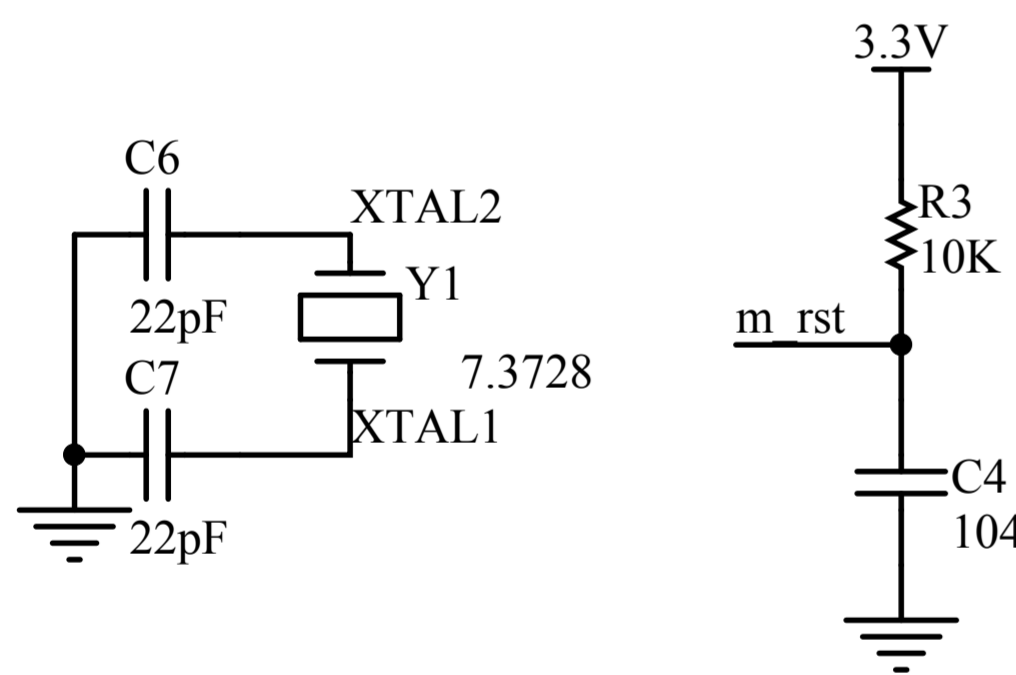 C6
22pF
XTAL2
Y1
7.3728
C7
22pF
XTAL1
3.3V
R3
10K
m_rst
C4
104